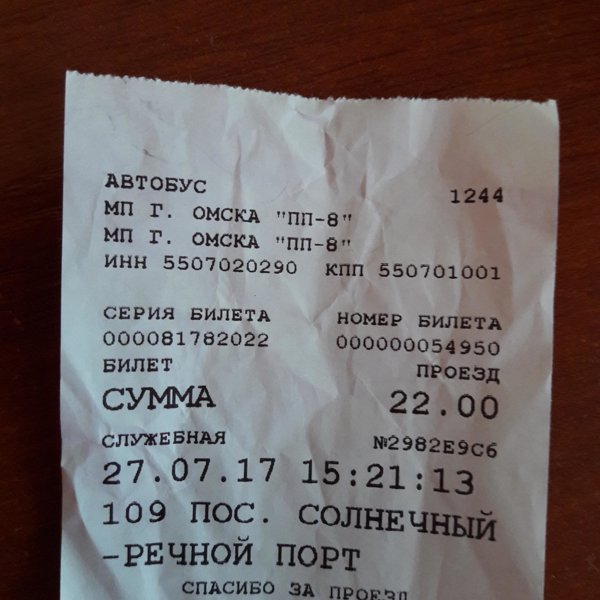 АВТОБУС 1244
МП Г. ОМСКА "ПП-8"
МП Г. ОМСКА "ПП-8"
ИНН 5507020290 КПП 550701001
СЕРИЯ БИЛЕТА НОМЕР БИЛЕТА
000081782022 000000054950
БИЛЕТ ПРОЕЗД
СУММА 22.00
СЛУЖЕБНАЯ №2982E9C6
27.07.17 15:21:13
109 ПОС. СОЛНЕЧНЫЙ
-РЕЧНОЙ ПОРТ
СПАСИБО ЗА ПРОЕЗД